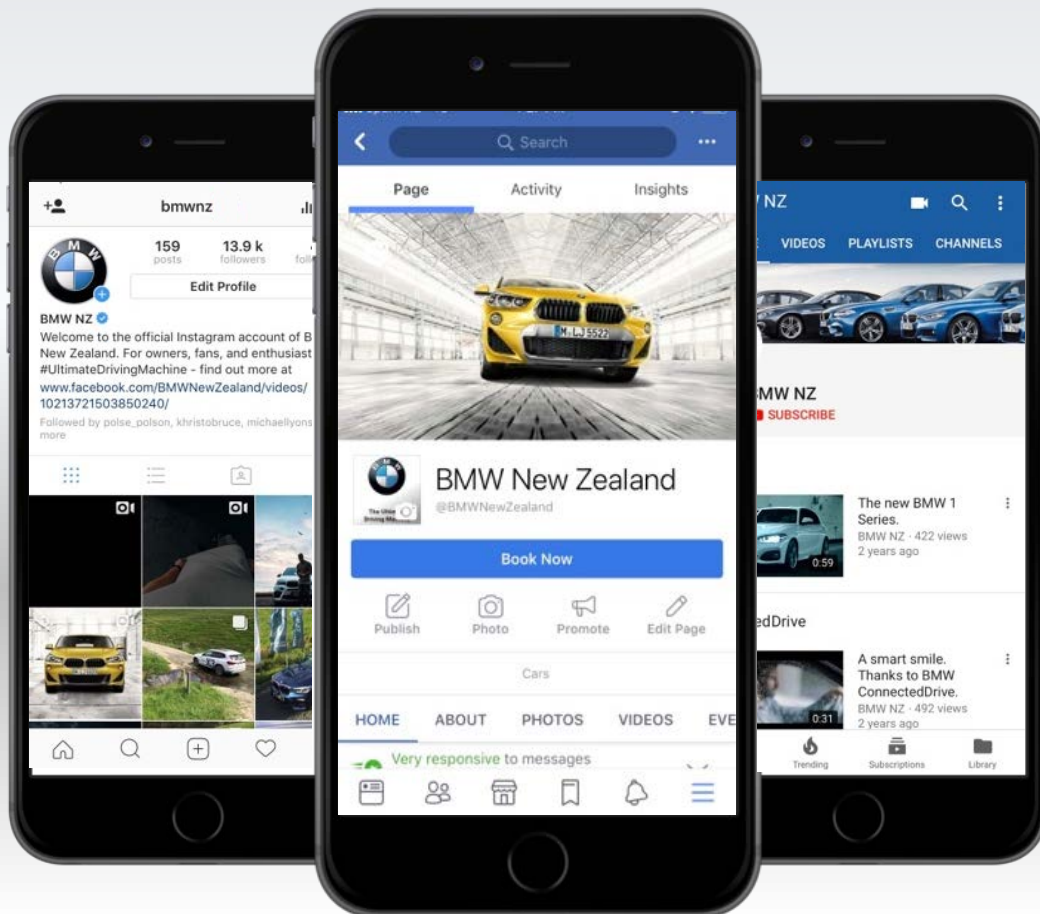 bmwnz
159
13.9 k
posts
followers
Edit Profile
BMW NZ
Welcome to the official Instagram account of B
New Zealand. For owners, fans, and enthusiast
#UltimateDrivingMachine - find out more at
www.facebook.com/BMWNewZealand/videos/
10213721503850240/
Followed by polse_polson, khristobruce, michaellyons
more
Search
Page
Activity
Insights
M LJ 5522
BMW New Zealand
@BMWNewZealand
Book Now
Publish
Photo
Promote
Edit Page
Cars
HOME
ABOUT
PHOTOS
VIDEOS
EVE
Very responsive to messages
NZ
VIDEOS
PLAYLISTS
CHANNELS
BMW NZ
SUBSCRIBE
The new BMW 1
Series.
BMW NZ · 422 views
2 years ago
0:59
edDrive
A smart smile.
Thanks to BMW
ConnectedDrive.
BMW NZ · 492 views
2 years ago
0:31
Trending
Subscriptions
Library